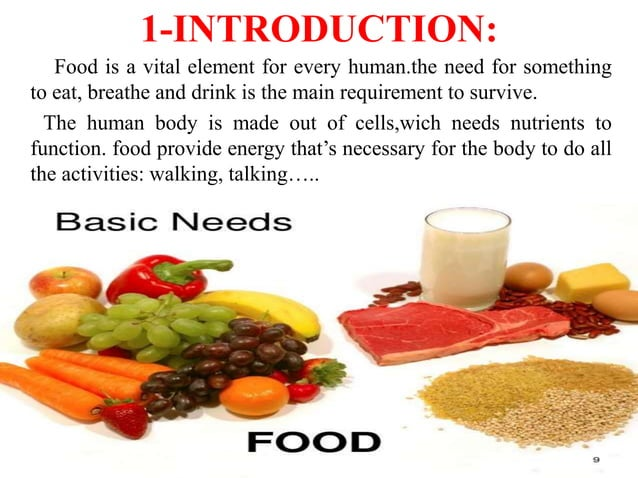 1-INTRODUCTION:
Food is a vital element for every human.the need for something
to eat, breathe and drink is the main requirement to survive.
The human body is made out of cells,wich needs nutrients to
function. food provide energy that’s necessary for the body to do all
the activities: walking, talking…..
Basic Needs
FOOD
9